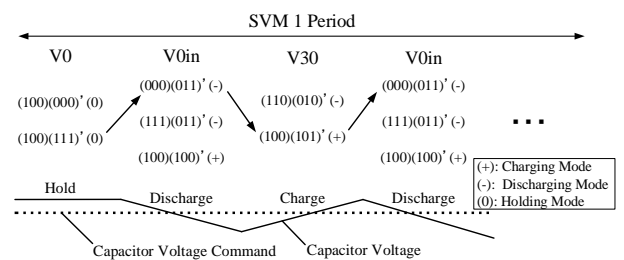 SVM 1 Period
V0 V0in V30 V0in
(100)(000)’(0)
(100)(111)’(0)
(000)(011)’(-)
(111)(011)’(-)
(100)(100)’(+)
(110)(010)’(-)
(100)(101)’(+)
(000)(011)’(-)
(111)(011)’(-)
(100)(100)’(+)
...
(+): Charging Mode
(-): Discharging Mode
(0): Holding Mode
Hold Discharge Charge Discharge
Capacitor Voltage Command Capacitor Voltage